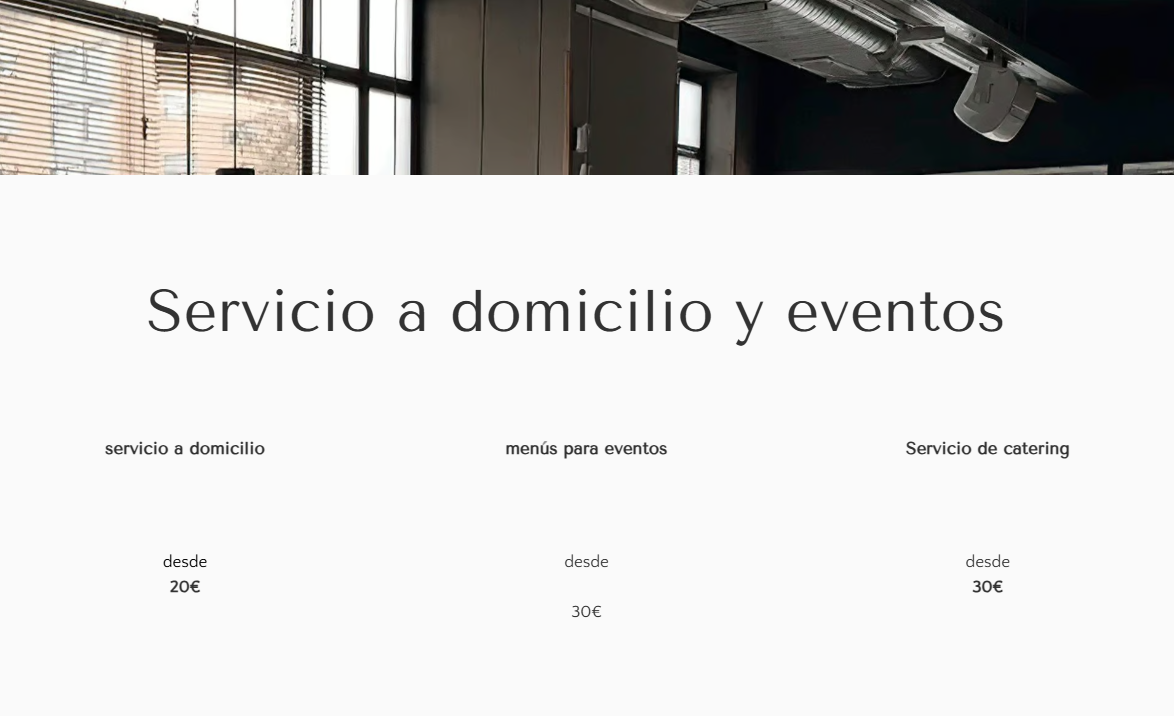 Servicio a domicilio y eventos
servicio a domicilio
menús para eventos
Servicio de catering
desde
20€
desde
30€
desde
30€